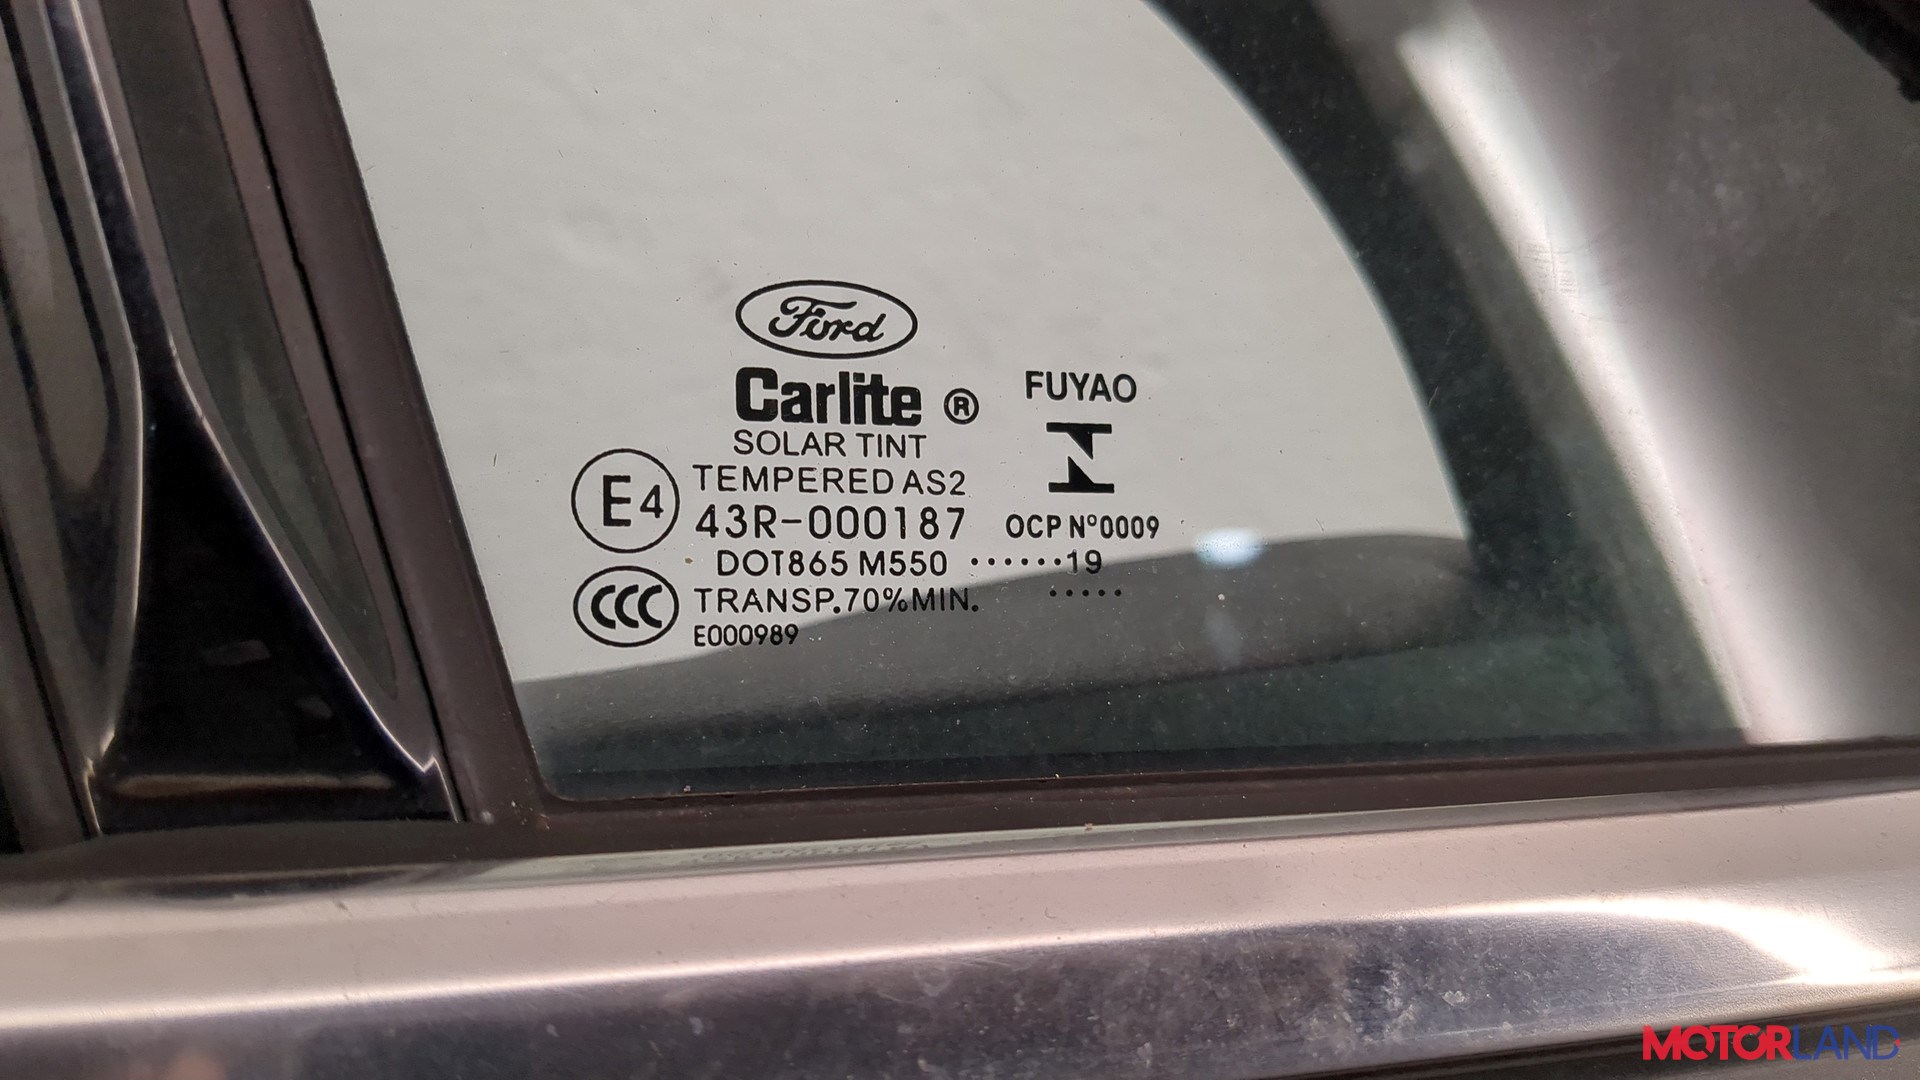 Ford
Carlite ®
SOLAR TINT
E4
TEMPERED AS2
43R-000187
DOT865 M550 ······19
CCC
TRANSP.70%MIN. ·····
E000989
FUYAO
OCP Nº0009
MOTORLAND